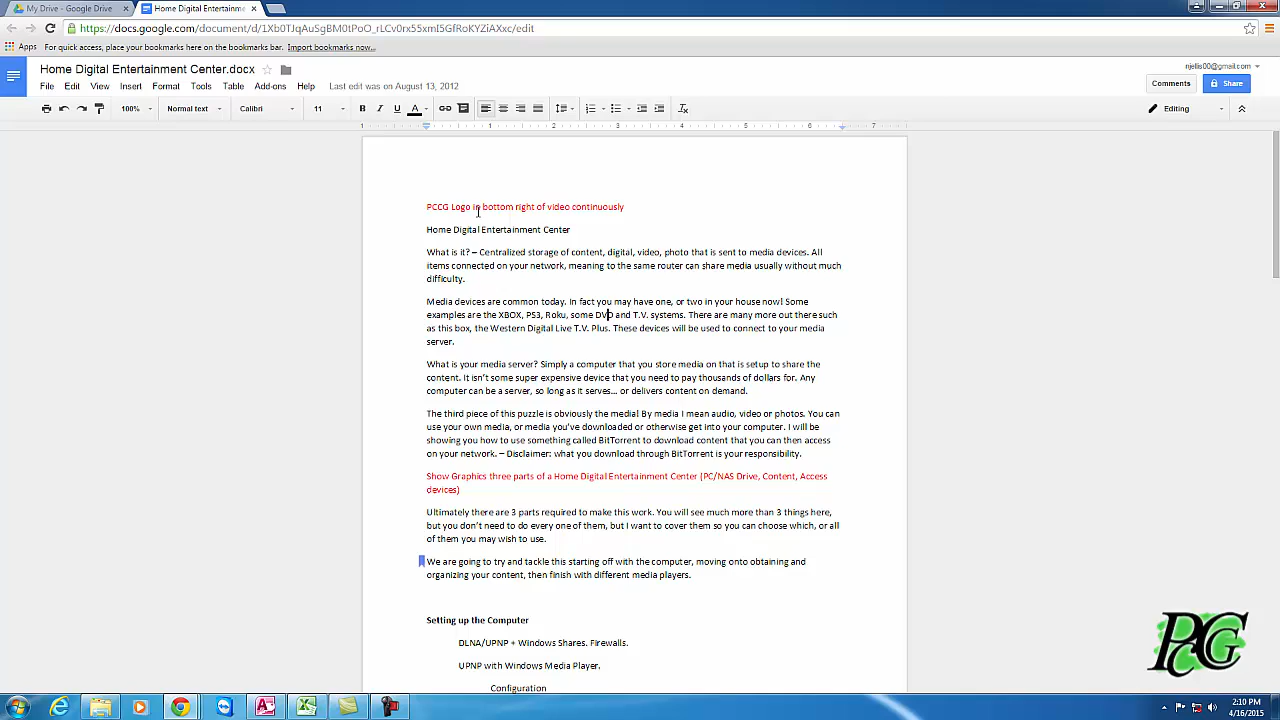 My Drive - Google Drive
Home Digital Entertainme
https://docs.google.com/document/d/1Xb0TJqAuSgBM0tPoO_rLCv0rx55xmI5GfRoKYZiAXxc/edit
Apps For quick access, place your bookmarks here on the bookmarks bar. Import bookmarks now...
Home Digital Entertainment Center.docx
njellis00@gmail.com
File Edit View Insert Format Tools Table Add-ons Help Last edit was on August 13, 2012
Comments Share
100% Normal text Calibri 11 B I U A Editing
1 1 2 3 4 5 6 7
PCCG Logo in bottom right of video continuously
Home Digital Entertainment Center
What is it? – Centralized storage of content, digital, video, photo that is sent to media devices. All
items connected on your network, meaning to the same router can share media usually without much
difficulty.
Media devices are common today. In fact you may have one, or two in your house now! Some
examples are the XBOX, PS3, Roku, some DVD and T.V. systems. There are many more out there such
as this box, the Western Digital Live T.V. Plus. These devices will be used to connect to your media
server.
What is your media server? Simply a computer that you store media on that is setup to share the
content. It isn't some super expensive device that you need to pay thousands of dollars for. Any
computer can be a server, so long as it serves... or delivers content on demand.
The third piece of this puzzle is obviously the media! By media I mean audio, video or photos. You can
use your own media, or media you've downloaded or otherwise get into your computer. I will be
showing you how to use something called BitTorrent to download content that you can then access
on your network. – Disclaimer: what you download through BitTorrent is your responsibility.
Show Graphics three parts of a Home Digital Entertainment Center (PC/NAS Drive, Content, Access
devices)
Ultimately there are 3 parts required to make this work. You will see much more than 3 things here,
but you don't need to do every one of them, but I want to cover them so you can choose which, or all
of them you may wish to use.
We are going to try and tackle this starting off with the computer, moving onto obtaining and
organizing your content, then finish with different media players.
Setting up the Computer
DLNA/UPNP + Windows Shares. Firewalls.
UPNP with Windows Media Player.
Configuration
PCCG
2:10 PM
4/16/2015